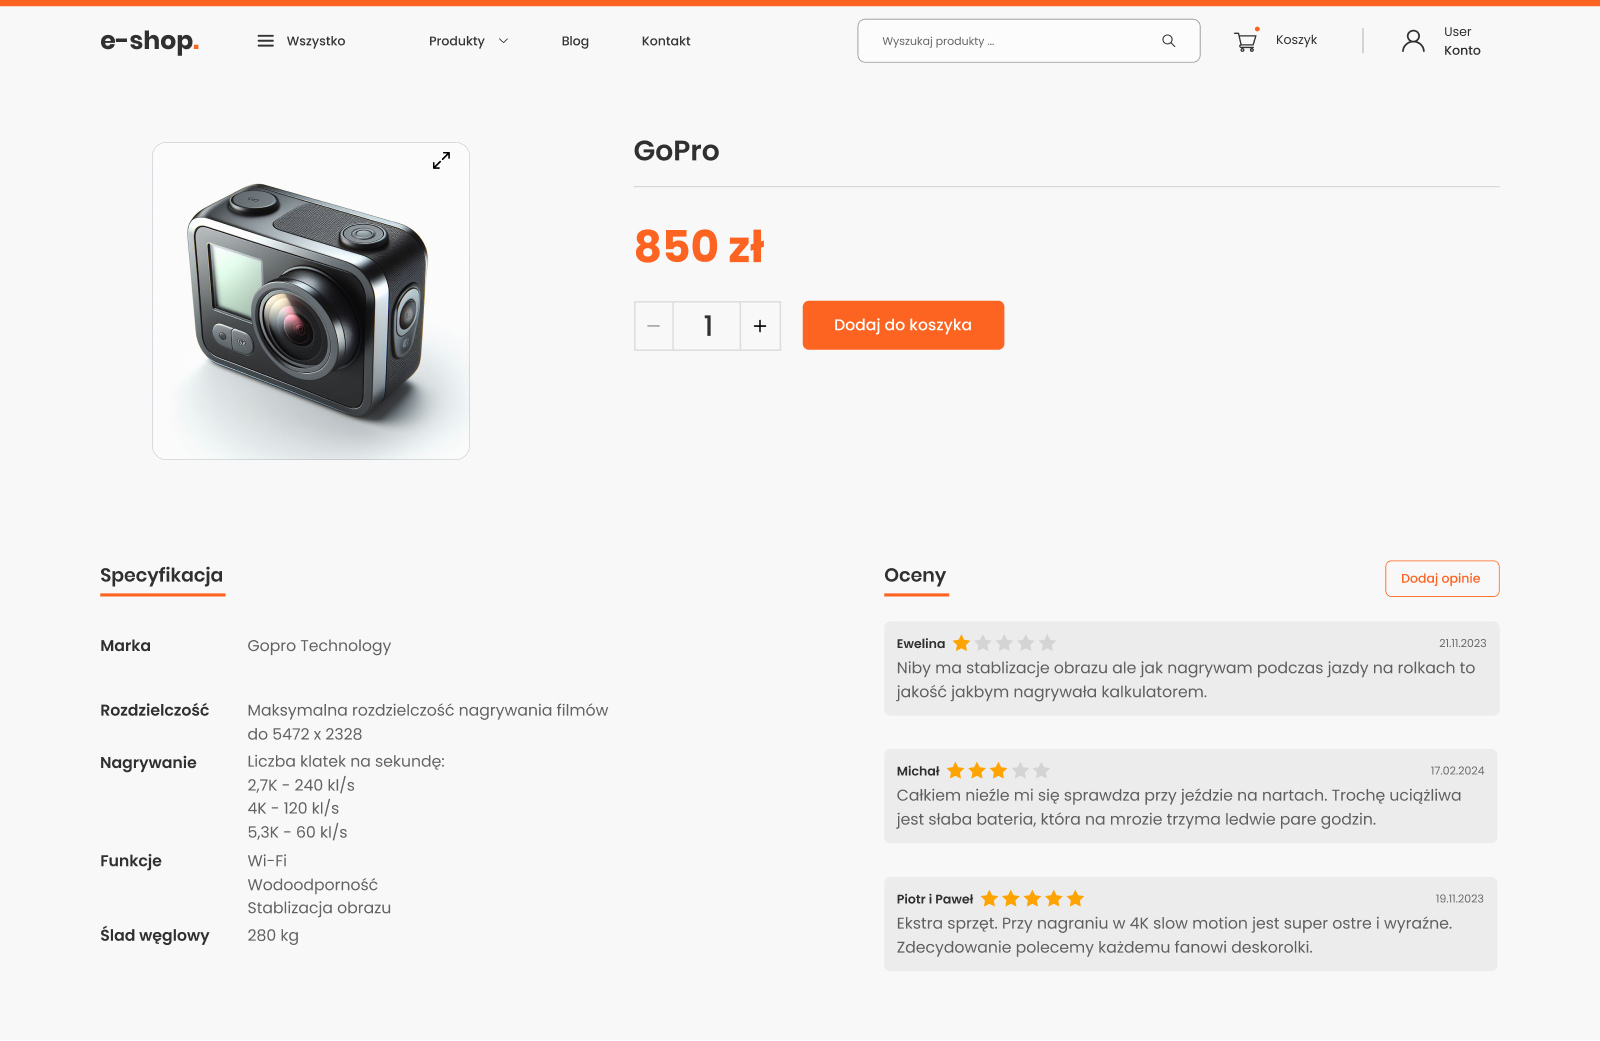 e-shop.
Wszystko
Produkty
Blog
Kontakt
Wyszukaj produkty ...
Koszyk
User
Konto
GoPro
850 zł
1
Dodaj do koszyka
Specyfikacja
Marka
Gopro Technology
Rozdzielczość
Maksymalna rozdzielczość nagrywania filmów
do 5472 x 2328
Nagrywanie
Liczba klatek na sekundę:
2,7K - 240 kl/s
4K - 120 kl/s
5,3K - 60 kl/s
Funkcje
Wi-Fi
Wodoodporność
Stablizacja obrazu
Ślad węglowy
280 kg
Oceny
Dodaj opinie
Ewelina
21.11.2023
Niby ma stablizacje obrazu ale jak nagrywam podczas jazdy na rolkach to
jakość jakbym nagrywała kalkulatorem.
Michał
17.02.2024
Całkiem nieźle mi się sprawdza przy jeździe na nartach. Trochę uciążliwa
jest słaba bateria, która na mrozie trzyma ledwie pare godzin.
Piotr i Paweł
19.11.2023
Ekstra sprzęt. Przy nagraniu w 4K slow motion jest super ostre i wyraźne.
Zdecydowanie polecemy każdemu fanowi deskorolki.